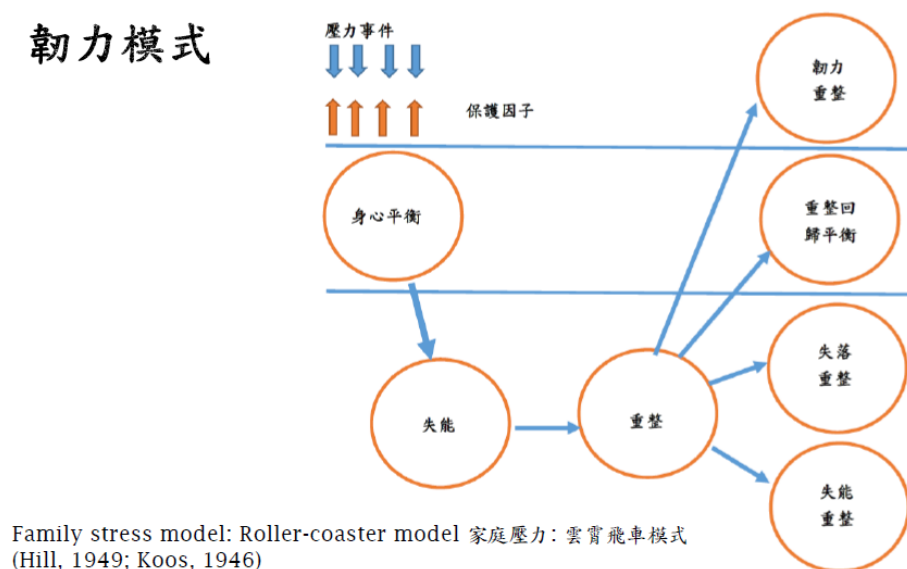 韌力模式
壓力事件
保護因子
韌力
重整
身心平衡
重整回
歸平衡
失能
重整
失落
重整
失能
重整
Family stress model: Roller-coaster model 家庭壓力: 雲霄飛車模式
(Hill, 1949; Koos, 1946)